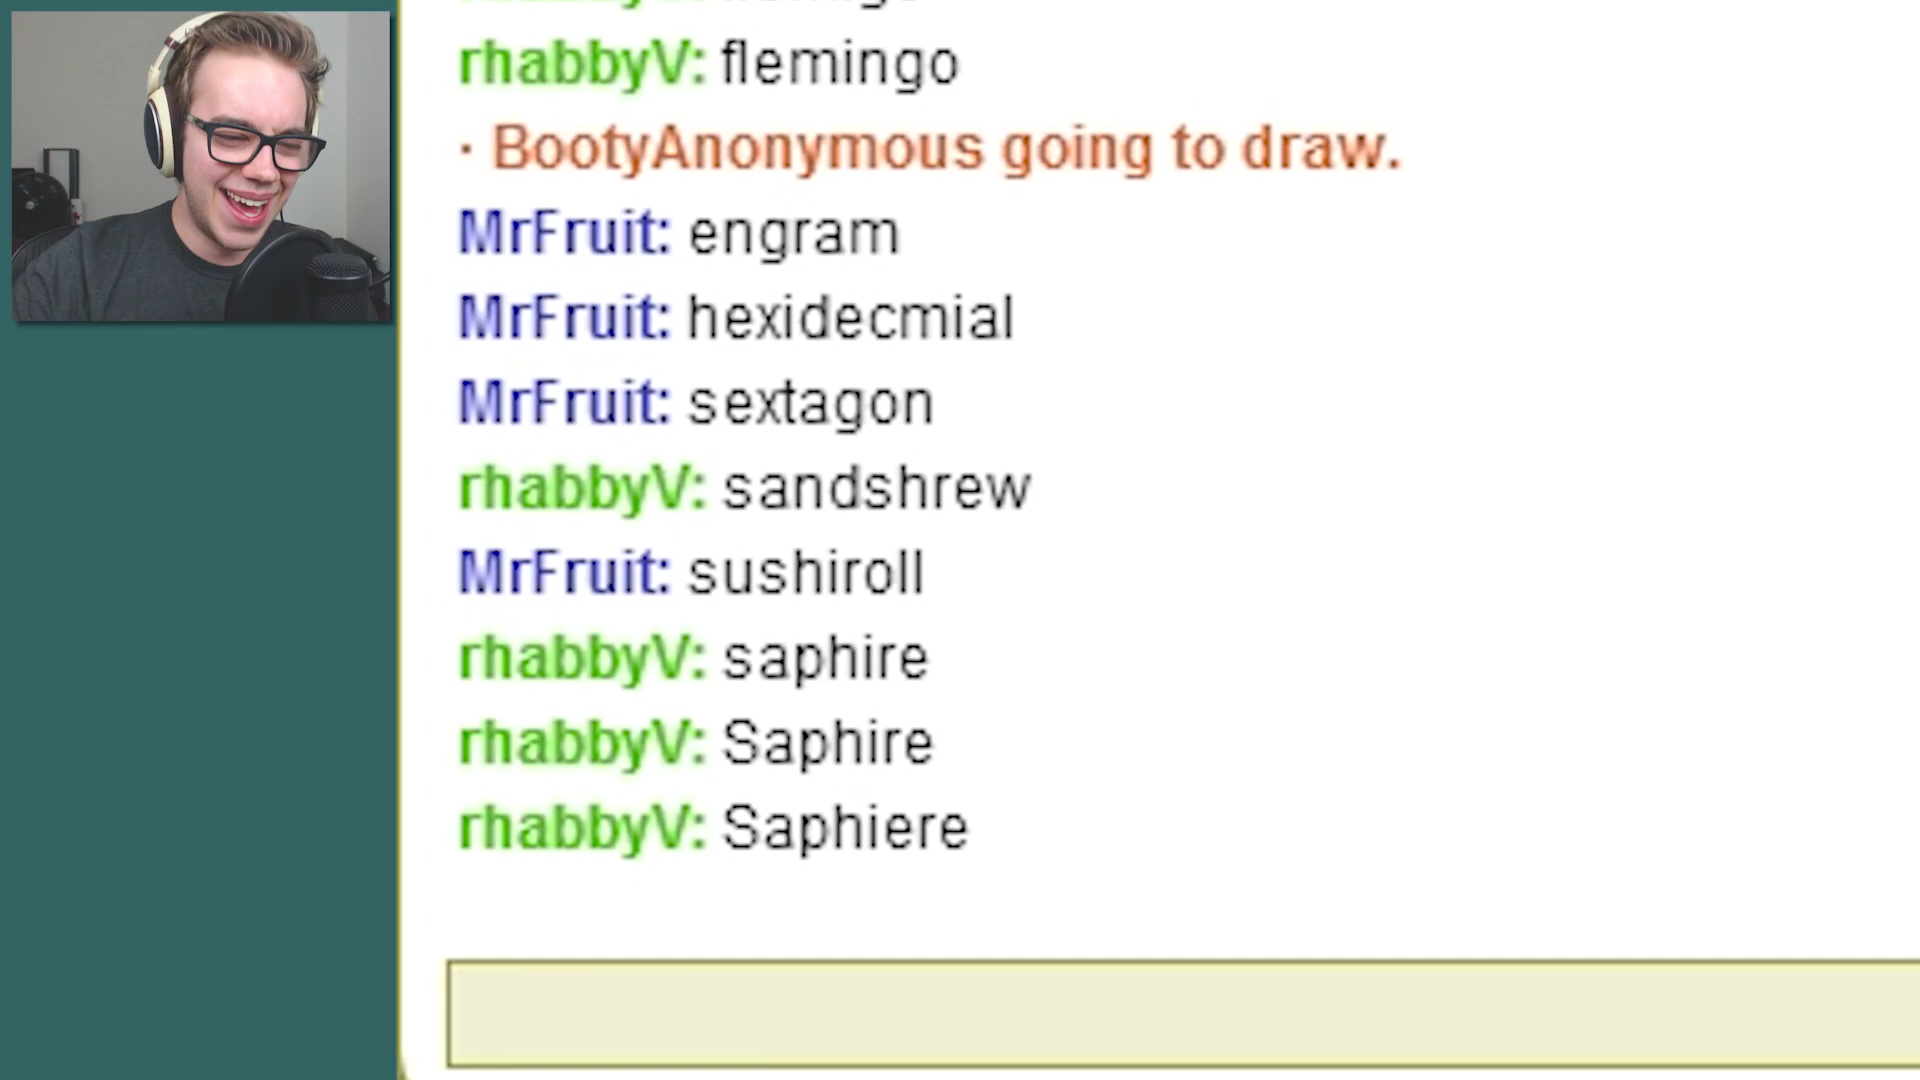 rhabbyV: flemingo
· BootyAnonymous going to draw.
MrFruit: engram
MrFruit: hexidecmial
MrFruit: sextagon
rhabbyV: sandshrew
MrFruit: sushiroll
rhabbyV: saphire
rhabbyV: Saphire
rhabbyV: Saphiere